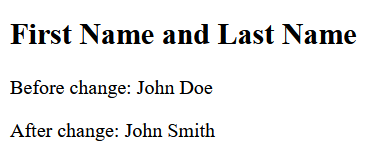 First Name and Last Name
Before change: John Doe
After change: John Smith